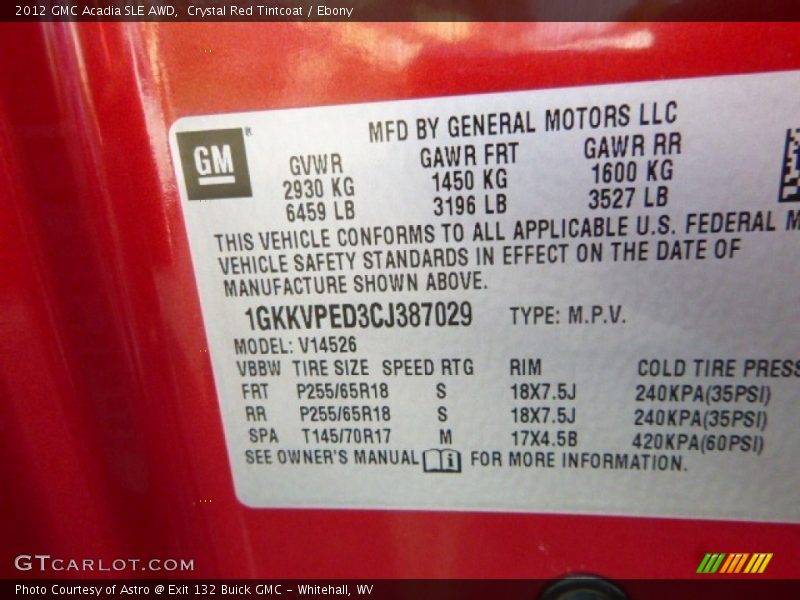 2012 GMC Acadia SLE AWD,  Crystal Red Tintcoat / Ebony
GM
MFD BY GENERAL MOTORS LLC
GVWR GAWR FRT GAWR RR
2930 KG 1450 KG 1600 KG
6459 LB 3196 LB 3527 LB
THIS VEHICLE CONFORMS TO ALL APPLICABLE U.S. FEDERAL M
VEHICLE SAFETY STANDARDS IN EFFECT ON THE DATE OF
MANUFACTURE SHOWN ABOVE.
1GKKVPED3CJ387029 TYPE: M.P.V.
MODEL: V14526
VBBW TIRE SIZE SPEED RTG RIM COLD TIRE PRESS
FRT P255/65R18 S 18X7.5J 240KPA(35PSI)
RR P255/65R18 S 18X7.5J 240KPA(35PSI)
SPA T145/70R17 M 17X4.5B 420KPA(60PSI)
SEE OWNER'S MANUAL i FOR MORE INFORMATION.
GTCARLOT.COM
Photo Courtesy of Astro @ Exit 132 Buick GMC - Whitehall, WV